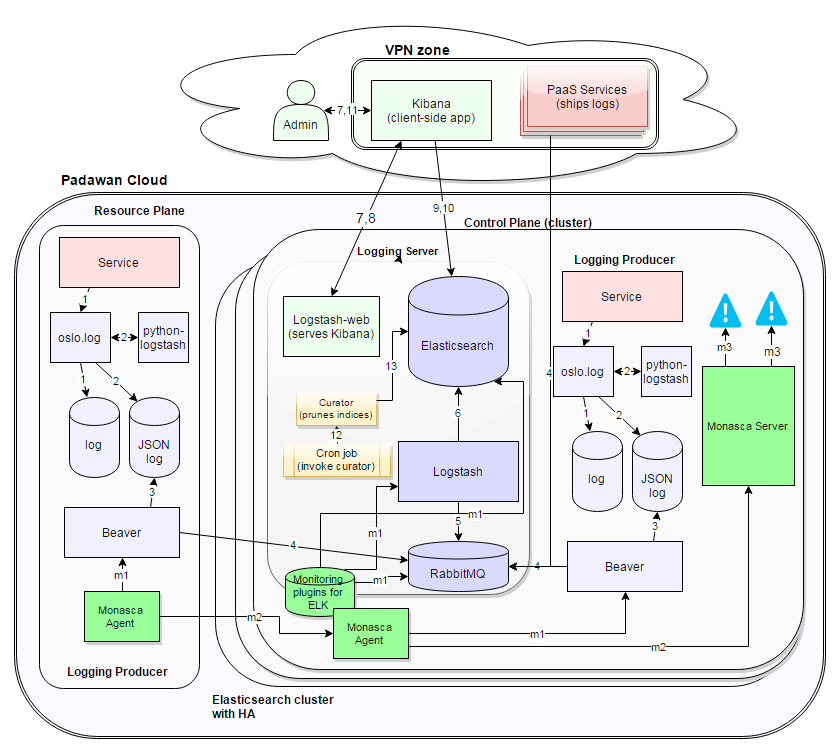 VPN zone
Admin
7,11
Kibana
(client-side app)
PaaS Services
(ships logs)
Padawan Cloud
Resource Plane
7,8
9,10
Control Plane (cluster)
Logging Server
Logging Producer
Service
1
oslo.log
2
python-
logstash
1
2
log
JSON
log
3
Beaver
4
m1
Monasca
Agent
m2
Logging Producer
Logstash-web
(serves Kibana)
Elasticsearch
13
Curator
(prunes indices)
12
Cron job
(invoke curator)
6
Logstash
m1
5
m1
RabbitMQ
m1
Monitoring
plugins for
ELK
Monasca
Agent
m1
m2
4
4
Service
1
oslo.log
2
python-
logstash
1
2
log
JSON
log
3
Beaver
m3
m3
Monasca Server
Elasticsearch cluster
with HA